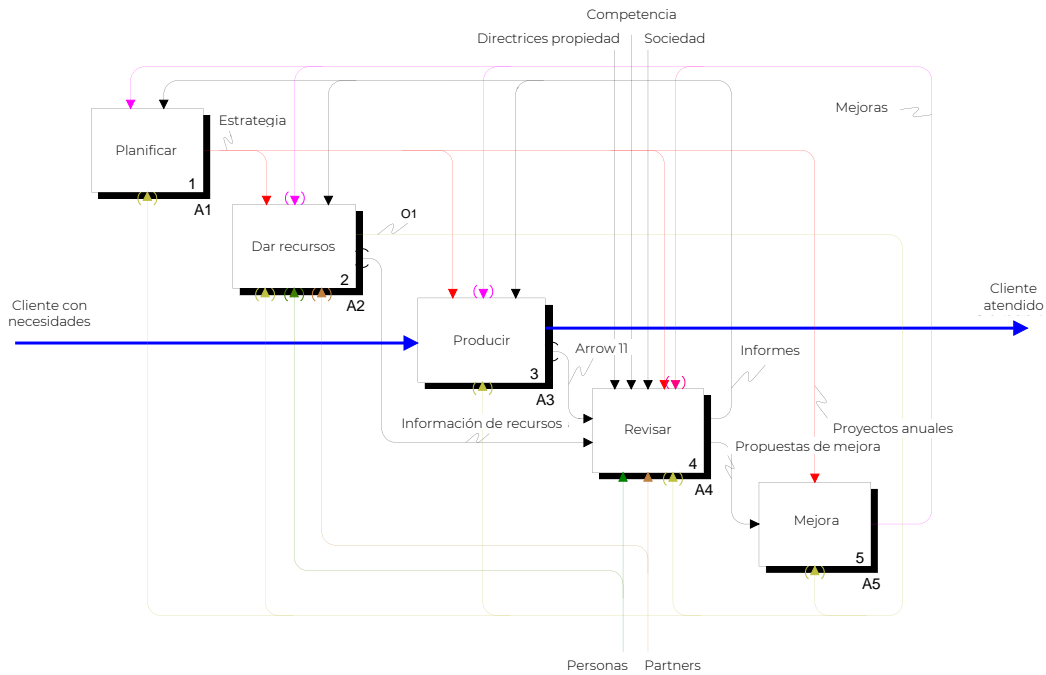 Competencia
Directrices propiedad
Sociedad
Mejoras
Estrategia
Planificar
1
A1
O1
Dar recursos
2
A2
Cliente con
necesidades
Cliente
atendido
Producir
3
A3
Arrow 11
Informes
Información de recursos
Revisar
4
A4
Proyectos anuales
Propuestas de mejora
Mejora
5
A5
Personas
Partners